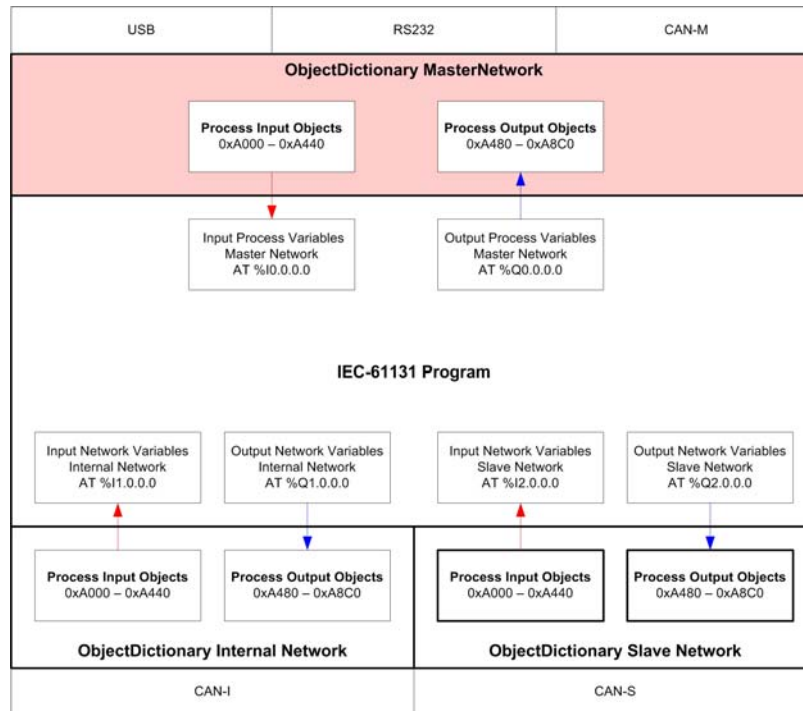 USB
RS232
CAN-M
ObjectDictionary MasterNetwork
Process Input Objects
0xA000 – 0xA440
Process Output Objects
0xA480 – 0xA8C0
Input Process Variables
Master Network
AT %I0.0.0.0
Output Process Variables
Master Network
AT %Q0.0.0.0
IEC-61131 Program
Input Network Variables
Internal Network
AT %I1.0.0.0
Output Network Variables
Internal Network
AT %Q1.0.0.0
Input Network Variables
Slave Network
AT %I2.0.0.0
Output Network Variables
Slave Network
AT %Q2.0.0.0
Process Input Objects
0xA000 – 0xA440
Process Output Objects
0xA480 – 0xA8C0
Process Input Objects
0xA000 – 0xA440
Process Output Objects
0xA480 – 0xA8C0
ObjectDictionary Internal Network
ObjectDictionary Slave Network
CAN-I
CAN-S